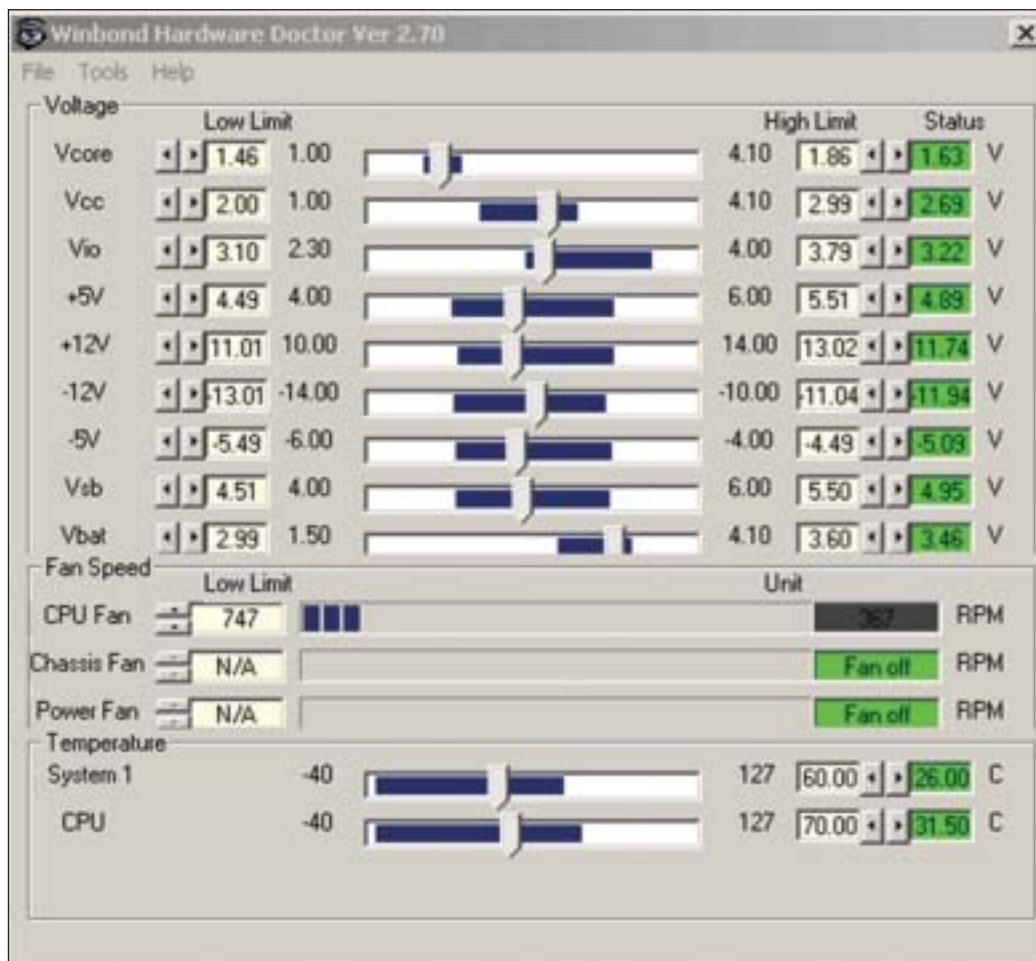 Winbond Hardware Doctor Ver 2.70
File Tools Help
Voltage
Low Limit High Limit Status
Vcore 1.46 1.00 4.10 1.86 1.63 V
Vcc 2.00 1.00 4.10 2.99 2.69 V
Vio 3.10 2.30 4.00 3.79 3.22 V
+5V 4.49 4.00 6.00 5.51 4.89 V
+12V 11.01 10.00 14.00 13.02 11.74 V
-12V -13.01 -14.00 -10.00 -11.04 -11.94 V
-5V -5.49 -6.00 -4.00 -4.49 -5.09 V
Vsb 4.51 4.00 6.00 5.50 4.95 V
Vbat 2.99 1.50 4.10 3.60 3.46 V
Fan Speed
Low Limit Unit
CPU Fan 747 367 RPM
Chassis Fan N/A Fan off RPM
Power Fan N/A Fan off RPM
Temperature
System 1 -40 127 60.00 26.00 C
CPU -40 127 70.00 31.50 C